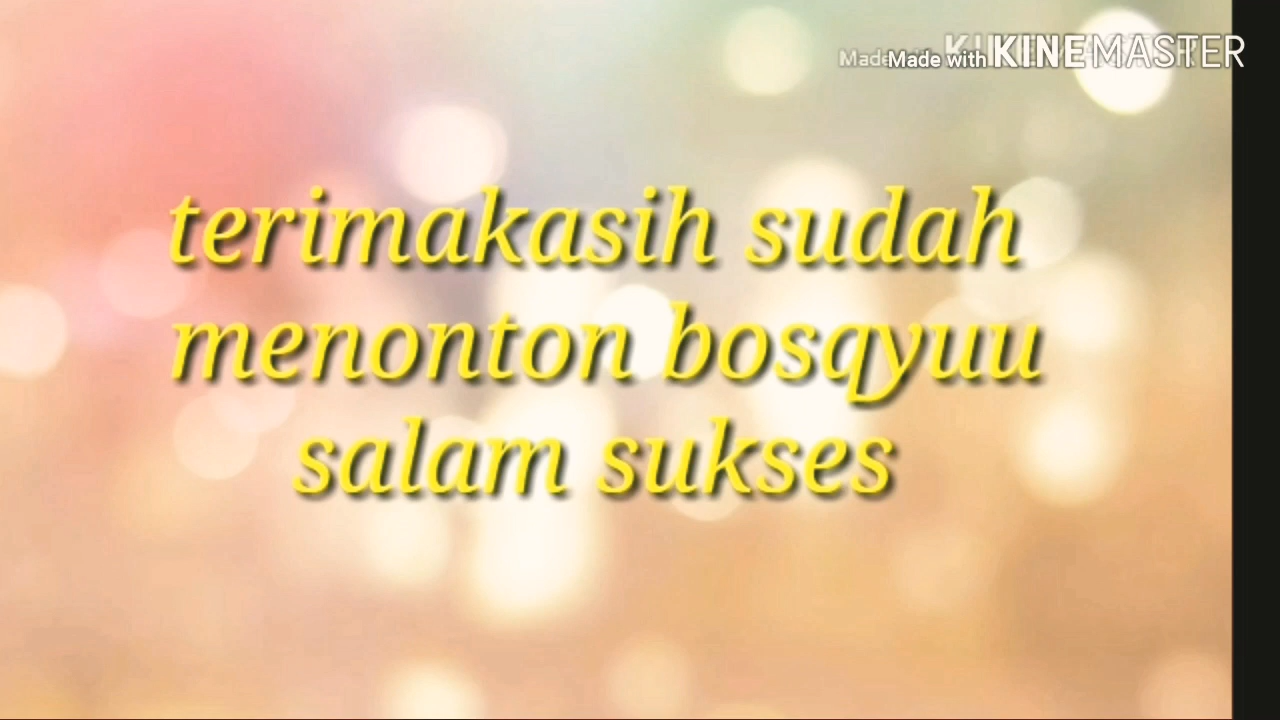 Made with KINEMASTER
terimakasih sudah
menonton bosqyuu
salam sukses